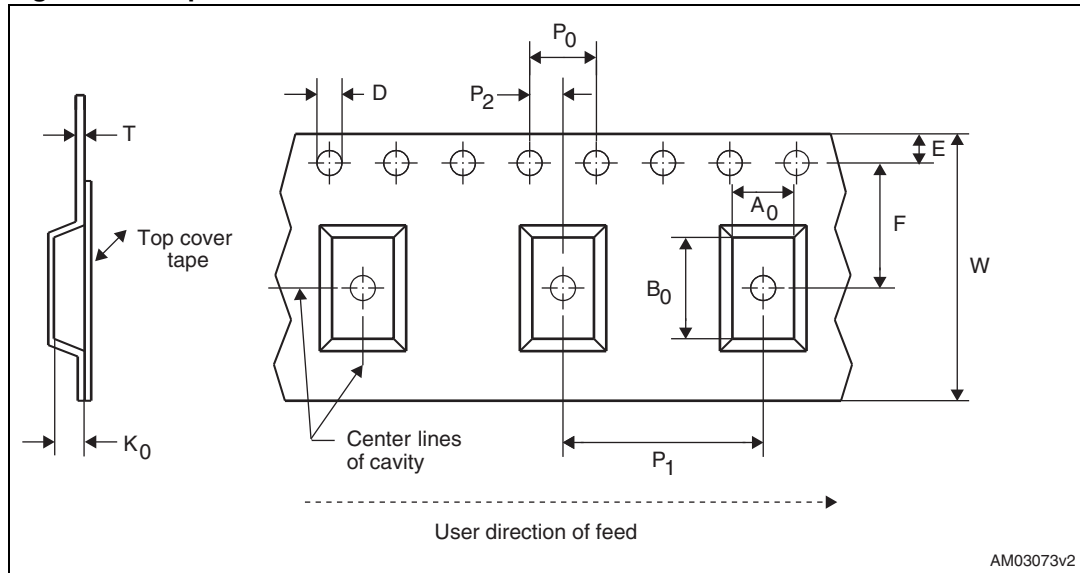 P0
D
P2
T
E
A0
F
Top cover
tape
W
B0
K0
Center lines
of cavity
P1
User direction of feed
AM03073v2